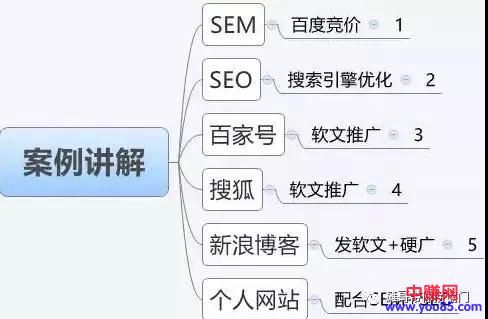 SEM 百度竞价 1
SEO 搜索引擎优化 2
百家号 软文推广 3
案例讲解
搜狐 软文推广 4
新浪博客 发软文+硬广 5
个人网站 配合SE
中赚网
www.yo685.com